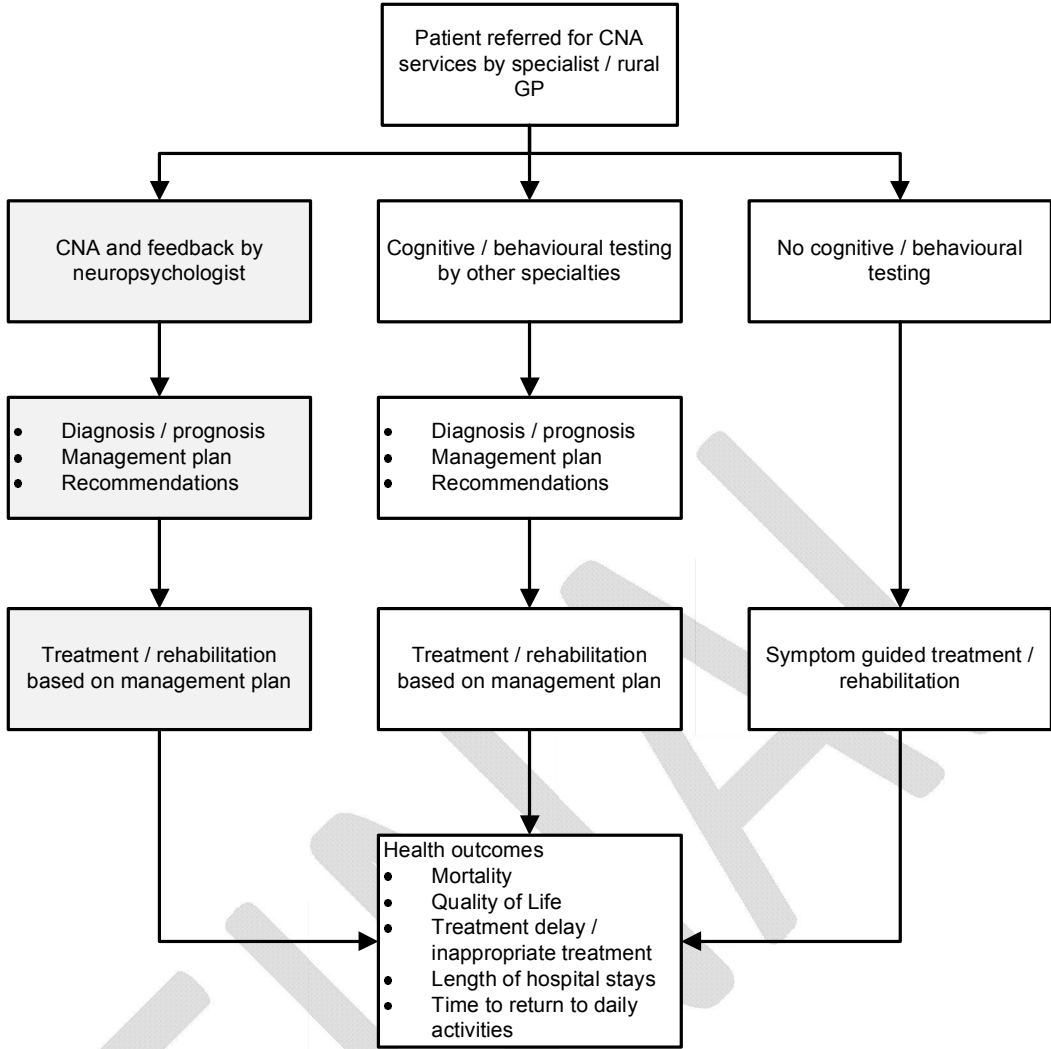 Patient referred for CNA
services by specialist / rural
GP
CNA and feedback by
neuropsychologist
Cognitive / behavioural testing
by other specialties
No cognitive / behavioural
testing
• Diagnosis / prognosis
• Management plan
• Recommendations
• Diagnosis / prognosis
• Management plan
• Recommendations
Treatment / rehabilitation
based on management plan
Treatment / rehabilitation
based on management plan
Symptom guided treatment /
rehabilitation
Health outcomes
• Mortality
• Quality of Life
• Treatment delay /
inappropriate treatment
• Length of hospital stays
• Time to return to daily
activities